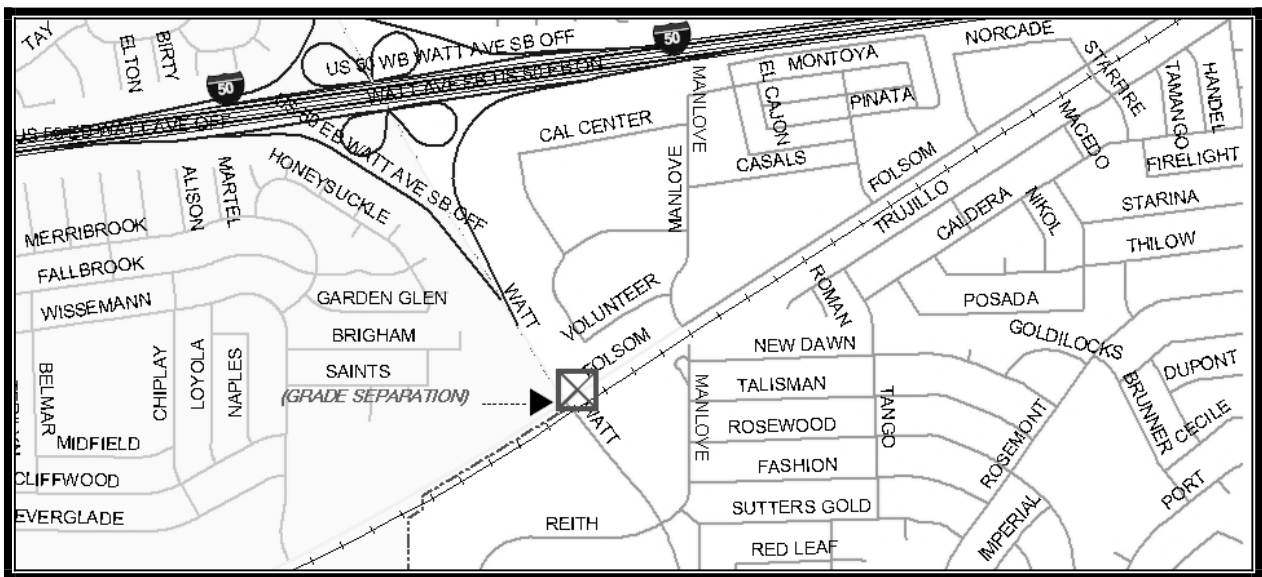 TAY
ELTON
BIRTY
50
50
US 50 WB WATT AVE SB OFF
WATT AVE SB US 50 EB ON
US 50 EB WATT AVE OFF
US 50 EB WATT AVE SB OFF
NORCADE
MONTOYA
EL CAJON
PINATA
MANLOVE
CAL CENTER
CASALS
MANLOVE
STARFIRE
TAMANGO
HANDEL
MACEDO
FIRELIGHT
FOLSOM
TRUJILLO
CALDERA
NIKOL
STARINA
THILOW
HONEYSUCKLE
MARTEL
ALISON
MERRIBROOK
FALLBROOK
WISSEMANN
GARDEN GLEN
BRIGHAM
SAINTS
WATT
VOLUNTEER
FOLSOM
ROMAN
POSADA
GOLDILOCKS
NEW DAWN
DUPONT
BELMAR
CHIPLAY
LOYOLA
NAPLES
(GRADE SEPARATION)
WATT
MANLOVE
TALISMAN
TANGO
BRUNNER
CECILE
ROSEWOOD
ROSEMONT
MIDFIELD
FASHION
CLIFFWOOD
PORT
EVERGLADE
REITH
SUTTERS GOLD
IMPERIAL
RED LEAF